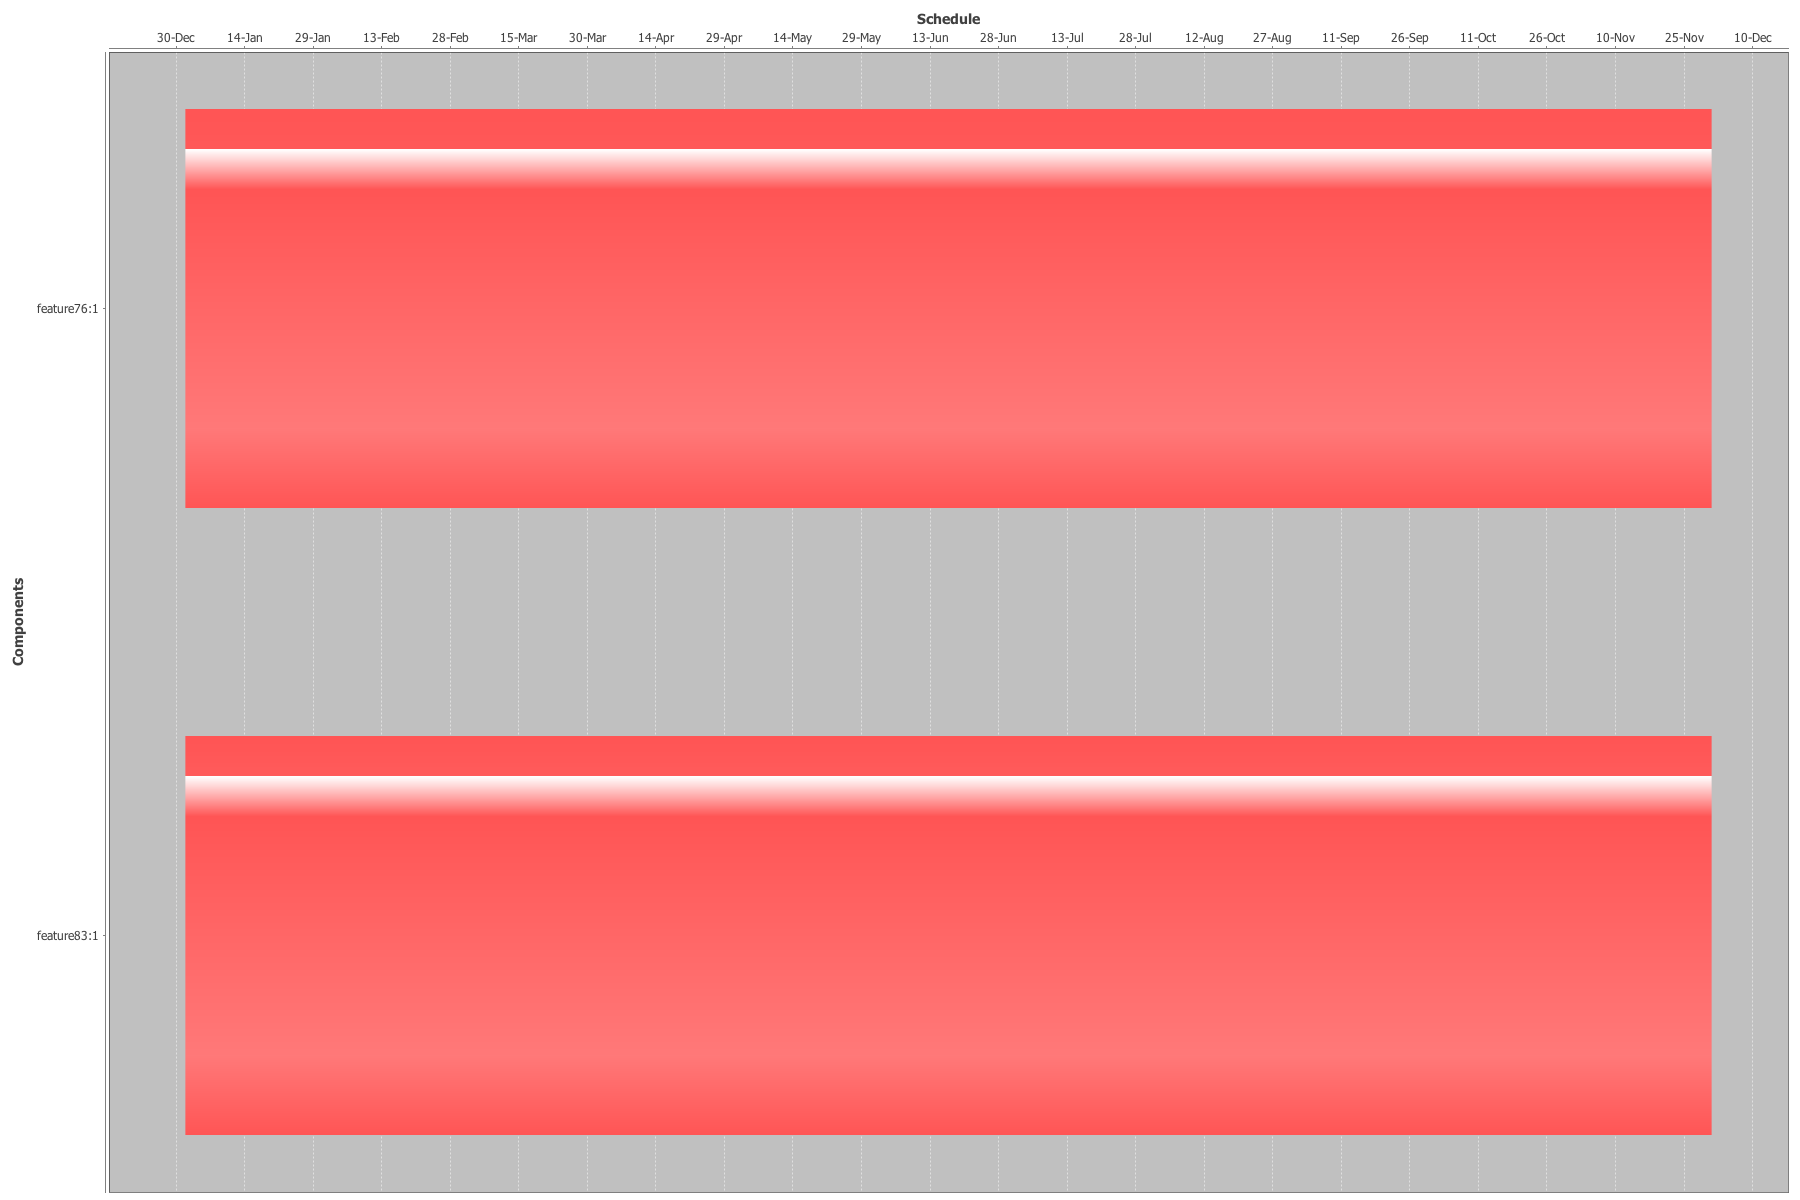 Schedule
30-Dec 14-Jan 29-Jan 13-Feb 28-Feb 15-Mar 30-Mar 14-Apr 29-Apr 14-May 29-May 13-Jun 28-Jun 13-Jul 28-Jul 12-Aug 27-Aug 11-Sep 26-Sep 11-Oct 26-Oct 10-Nov 25-Nov 10-Dec
feature76:1
Components
feature83:1